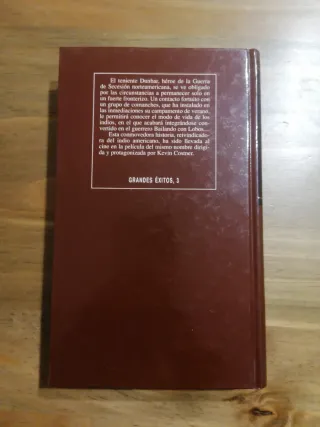 El teniente Dunbar, héroe de la Guerra
de Secesión norteamericana, se ve obligado
por las circunstancias a permanecer solo en
un fuerte fronterizo. Un contacto fortuito con
un grupo de comanches, que ha instalado en
las inmediaciones su campamento de verano,
le permitirá conocer el modo de vida de los
indios, en el que acabará integrándose con-
vertido en el guerrero Bailando con Lobos...
Esta conmovedora historia, reivindicado-
ra del indio americano, ha sido llevada al
cine en la película del mismo nombre dirigi-
da y protagonizada por Kevin Costner.
GRANDES ÉXITOS, 3